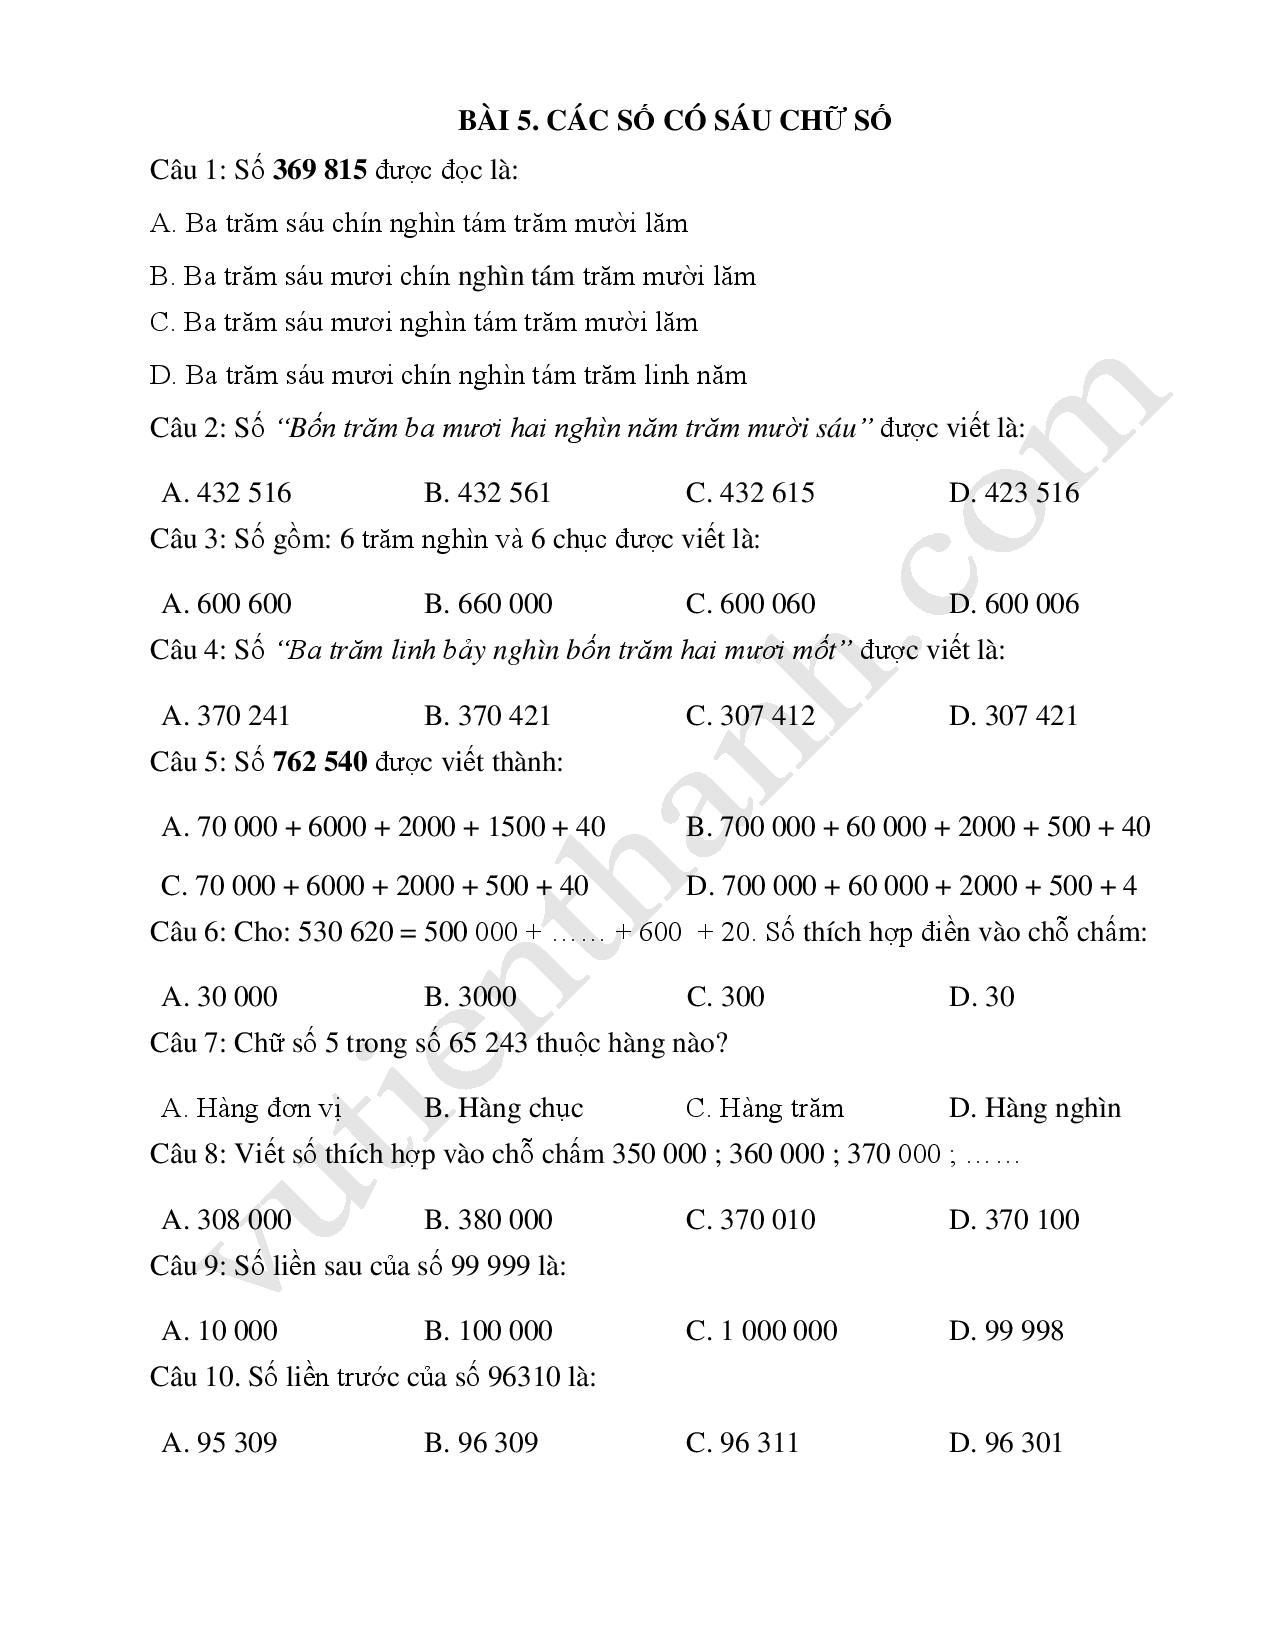 BÀI 5. CÁC SỐ CÓ SÁU CHỮ SỐ
Câu 1: Số 369 815 được đọc là:
A. Ba trăm sáu chín nghìn tám trăm mười lăm
B. Ba trăm sáu mươi chín nghìn tám trăm mười lăm
C. Ba trăm sáu mươi nghìn tám trăm mười lăm
D. Ba trăm sáu mươi chín nghìn tám trăm linh năm
Câu 2: Số “Bốn trăm ba mươi hai nghìn năm trăm mười sáu” được viết là:
A. 432 516 B. 432 561 C. 432 615 D. 423 516
Câu 3: Số gồm: 6 trăm nghìn và 6 chục được viết là:
A. 600 600 B. 660 000 C. 600 060 D. 600 006
Câu 4: Số “Ba trăm linh bảy nghìn bốn trăm hai mươi mốt” được viết là:
A. 370 241 B. 370 421 C. 307 412 D. 307 421
Câu 5: Số 762 540 được viết thành:
A. 70 000 + 6000 + 2000 + 1500 + 40 B. 700 000 + 60 000 + 2000 + 500 + 40
C. 70 000 + 6000 + 2000 + 500 + 40 D. 700 000 + 60 000 + 2000 + 500 + 4
Câu 6: Cho: 530 620 = 500 000 + …… + 600 + 20. Số thích hợp điền vào chỗ chấm:
A. 30 000 B. 3000 C. 300 D. 30
Câu 7: Chữ số 5 trong số 65 243 thuộc hàng nào?
A. Hàng đơn vị B. Hàng chục C. Hàng trăm D. Hàng nghìn
Câu 8: Viết số thích hợp vào chỗ chấm 350 000 ; 360 000 ; 370 000 ; ……
A. 308 000 B. 380 000 C. 370 010 D. 370 100
Câu 9: Số liền sau của số 99 999 là:
A. 10 000 B. 100 000 C. 1 000 000 D. 99 998
Câu 10. Số liền trước của số 96310 là:
A. 95 309 B. 96 309 C. 96 311 D. 96 301
vutienthanh.com